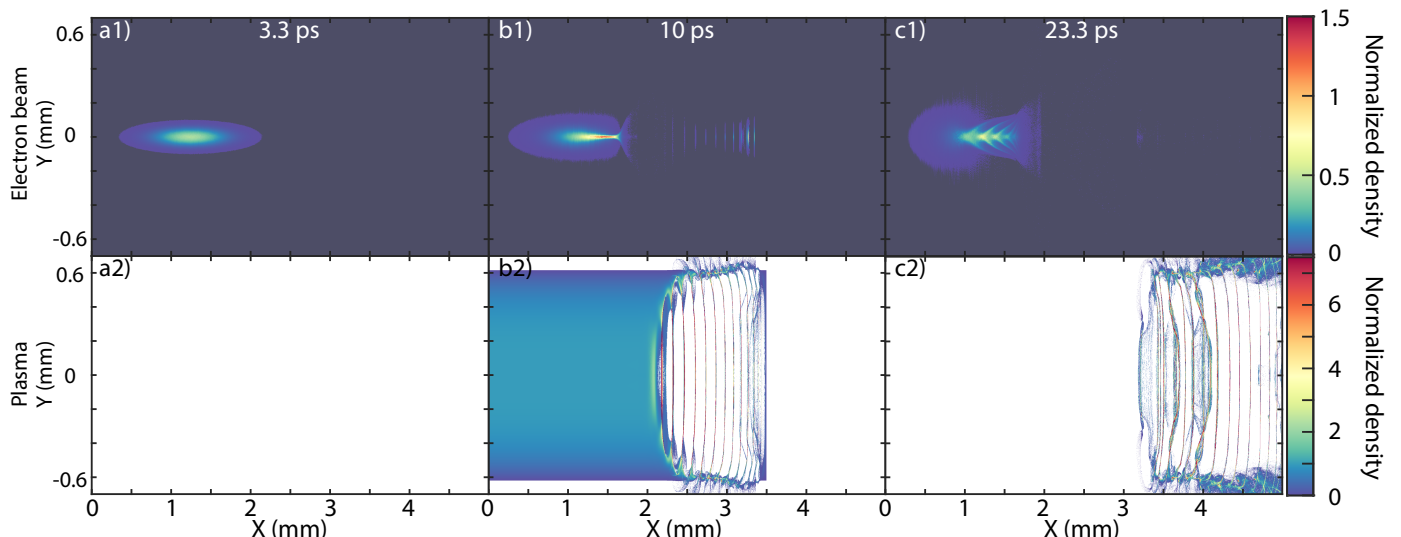 a1) 3.3 ps
b1) 10 ps
c1) 23.3 ps
Electron beam
Y (mm)
0.6
0
-0.6
1.5
1
0.5
0
Normalized density
a2)
b2)
c2)
Plasma
Y (mm)
0.6
0
-0.6
6
4
2
0
Normalized density
0 1 2 3 4 0 1 2 3 4 0 1 2 3 4
X (mm) X (mm) X (mm)